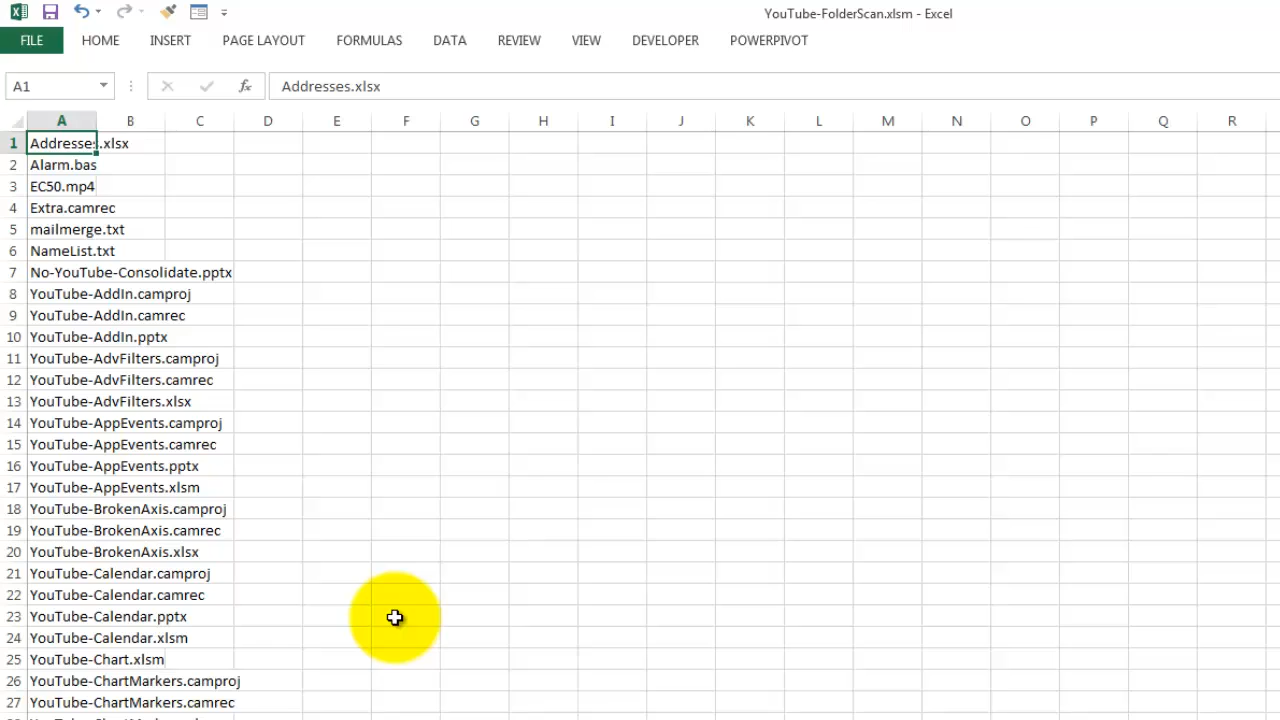 YouTube-FolderScan.xlsm - Excel
FILE HOME INSERT PAGE LAYOUT FORMULAS DATA REVIEW VIEW DEVELOPER POWERPIVOT
A1 fx Addresses.xlsx
A B C D E F G H I J K L M N O P Q R
1 Addresses.xlsx
2 Alarm.bas
3 EC50.mp4
4 Extra.camrec
5 mailmerge.txt
6 NameList.txt
7 No-YouTube-Consolidate.pptx
8 YouTube-AddIn.camproj
9 YouTube-AddIn.camrec
10 YouTube-AddIn.pptx
11 YouTube-AdvFilters.camproj
12 YouTube-AdvFilters.camrec
13 YouTube-AdvFilters.xlsx
14 YouTube-AppEvents.camproj
15 YouTube-AppEvents.camrec
16 YouTube-AppEvents.pptx
17 YouTube-AppEvents.xlsm
18 YouTube-BrokenAxis.camproj
19 YouTube-BrokenAxis.camrec
20 YouTube-BrokenAxis.xlsx
21 YouTube-Calendar.camproj
22 YouTube-Calendar.camrec
23 YouTube-Calendar.pptx
24 YouTube-Calendar.xlsm
25 YouTube-Chart.xlsm
26 YouTube-ChartMarkers.camproj
27 YouTube-ChartMarkers.camrec